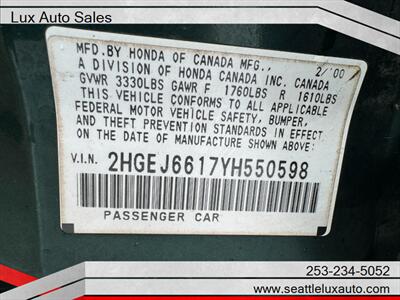 Lux Auto Sales
MFD.BY HONDA OF CANADA MFG., 2/'00
A DIVISION OF HONDA CANADA INC, CANADA
GVWR 3330LBS GAWR F 1760LBS R 1610LBS
THIS VEHICLE CONFORMS TO ALL APPLICABLE
FEDERAL MOTOR VEHICLE SAFETY, BUMPER,
AND THEFT PREVENTION STANDARDS IN EFFECT
ON THE DATE OF MANUFACTURE SHOWN ABOVE:
V.I.N. 2HGEJ6617YH550598
PASSENGER CAR
253-234-5052
www.seattleluxauto.com